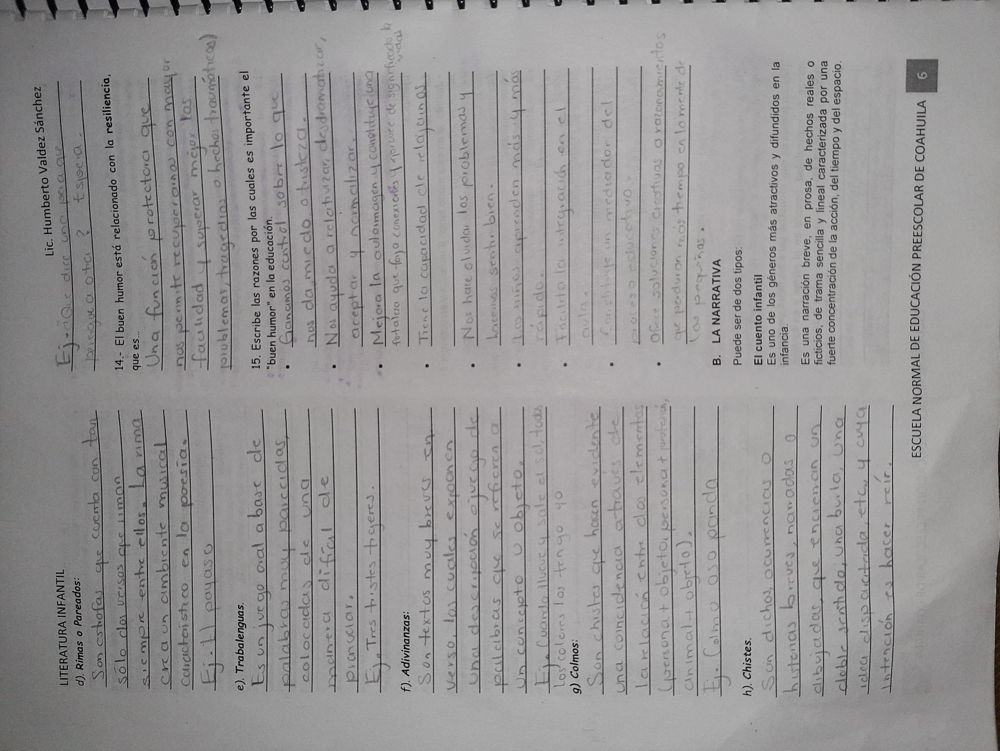 LITERATURA INFANTIL
Lic. Humberto Valdez Sánchez
d). Rimas o Pareados:
Son estrofas que cuenta con tan
sólo dos versos que riman
siempre entre ellos. La rima
crea un ambiente musical
caracteristico en la poesía.
Ej. El payaso
e). Trabalenguas.
Es un juego oral a base de
palabras muy parecidas,
colocadas de una
manera difícil de
pronunciar.
Ej. Tres tristes tigeres.
f). Adivinanzas:
Son textos muy breves en
verso, los cuales exponen
una descripción o juego de
palabras que se refieren a
un concepto u objeto.
Ej. Cuando llueve y sale el sol, todos
los colores los tengo yo
g) Colmos:
Son chistes que hacen evidente
una concidencia a traves de
la relación entre dos elementos
(persona + objeto, persona + profesión,
animal + objeto).
Ej. Colmo oso panda
h). Chistes.
Son dichos, ocurrencias o
historias breves, narradas o
dibujadas, que encierran un
doble sentido, una burla, una
idea disparatada, etc., y cuya
intención es hacer reír.
Ej. ¿Que dice una pera que
a otra? Espera.
14.- El buen humor está relacionado con la resiliencia,
que es...
Una función protectora que
nos permite recuperarnos con mayor
facilidad y superar mejor los
problemas, tragedias o hechos traumáticos)
15. Escribe las razones por las cuales es importante el
"buen humor" en la educación.
• Ganamos control sobre lo que
nos da miedo o tristeza.
• Nos ayuda a relativizar, desdramatizar,
aceptar y normalizar.
• Mejora la autoimagen y constituye una
fortaleza que forja conexiones y provee de significado la vidas
• Tiene la capacidad de relajarnos
• Nos hace olvidar los problemas y
hacernos sentir bien.
• Los niños aprenden más y más
rápido.
• Facilita la integración en el
aula.
• Constituye un mediador del
proceso educativo.
• Ofrece soluciones creativas o razonamientos
que perduran más tiempo en la mente de
los pequeños.
B. LA NARRATIVA
Puede ser de dos tipos:
El cuento infantil
Es uno de los géneros más atractivos y difundidos en la
infancia.
Es una narración breve, en prosa, de hechos reales o
ficticios, de trama sencilla y lineal caracterizada por una
fuerte concentración de la acción, del tiempo y del espacio.
ESCUELA NORMAL DE EDUCACIÓN PREESCOLAR DE COAHUILA 6